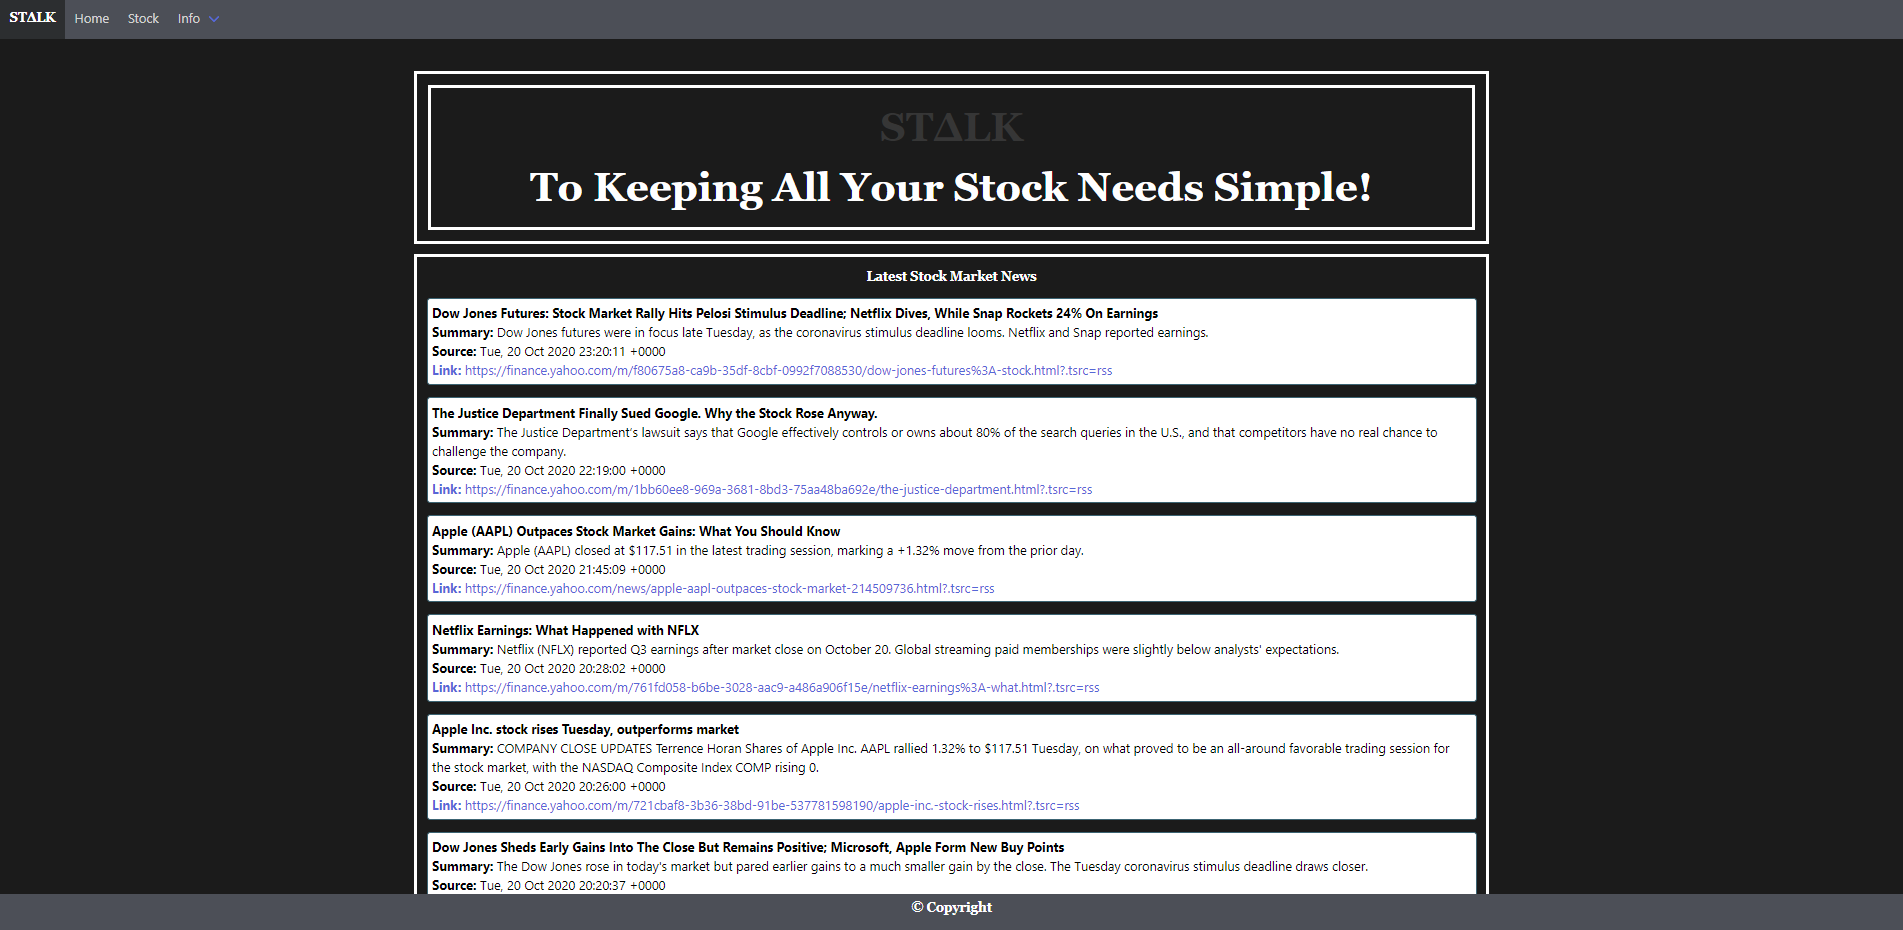 STΔLK Home Stock Info
STΔLK
To Keeping All Your Stock Needs Simple!
Latest Stock Market News
Dow Jones Futures: Stock Market Rally Hits Pelosi Stimulus Deadline; Netflix Dives, While Snap Rockets 24% On Earnings
Summary: Dow Jones futures were in focus late Tuesday, as the coronavirus stimulus deadline looms. Netflix and Snap reported earnings.
Source: Tue, 20 Oct 2020 23:20:11 +0000
Link: https://finance.yahoo.com/m/f80675a8-ca9b-35df-8cbf-0992f7088530/dow-jones-futures%3A-stock.html?.tsrc=rss
The Justice Department Finally Sued Google. Why the Stock Rose Anyway.
Summary: The Justice Department's lawsuit says that Google effectively controls or owns about 80% of the search queries in the U.S., and that competitors have no real chance to
challenge the company.
Source: Tue, 20 Oct 2020 22:19:00 +0000
Link: https://finance.yahoo.com/m/1bb60ee8-969a-3681-8bd3-75aa48ba692e/the-justice-department.html?.tsrc=rss
Apple (AAPL) Outpaces Stock Market Gains: What You Should Know
Summary: Apple (AAPL) closed at $117.51 in the latest trading session, marking a +1.32% move from the prior day.
Source: Tue, 20 Oct 2020 21:45:09 +0000
Link: https://finance.yahoo.com/news/apple-aapl-outpaces-stock-market-214509736.html?.tsrc=rss
Netflix Earnings: What Happened with NFLX
Summary: Netflix (NFLX) reported Q3 earnings after market close on October 20. Global streaming paid memberships were slightly below analysts' expectations.
Source: Tue, 20 Oct 2020 20:28:02 +0000
Link: https://finance.yahoo.com/m/761fd058-b6be-3028-aac9-a486a906f15e/netflix-earnings%3A-what.html?.tsrc=rss
Apple Inc. stock rises Tuesday, outperforms market
Summary: COMPANY CLOSE UPDATES Terrence Horan Shares of Apple Inc. AAPL rallied 1.32% to $117.51 Tuesday, on what proved to be an all-around favorable trading session for
the stock market, with the NASDAQ Composite Index COMP rising 0.
Source: Tue, 20 Oct 2020 20:26:00 +0000
Link: https://finance.yahoo.com/m/721cbaf8-3b36-38bd-91be-537781598190/apple-inc.-stock-rises.html?.tsrc=rss
Dow Jones Sheds Early Gains Into The Close But Remains Positive; Microsoft, Apple Form New Buy Points
Summary: The Dow Jones rose in today's market but pared earlier gains to a much smaller gain by the close. The Tuesday coronavirus stimulus deadline draws closer.
Source: Tue, 20 Oct 2020 20:20:37 +0000
© Copyright